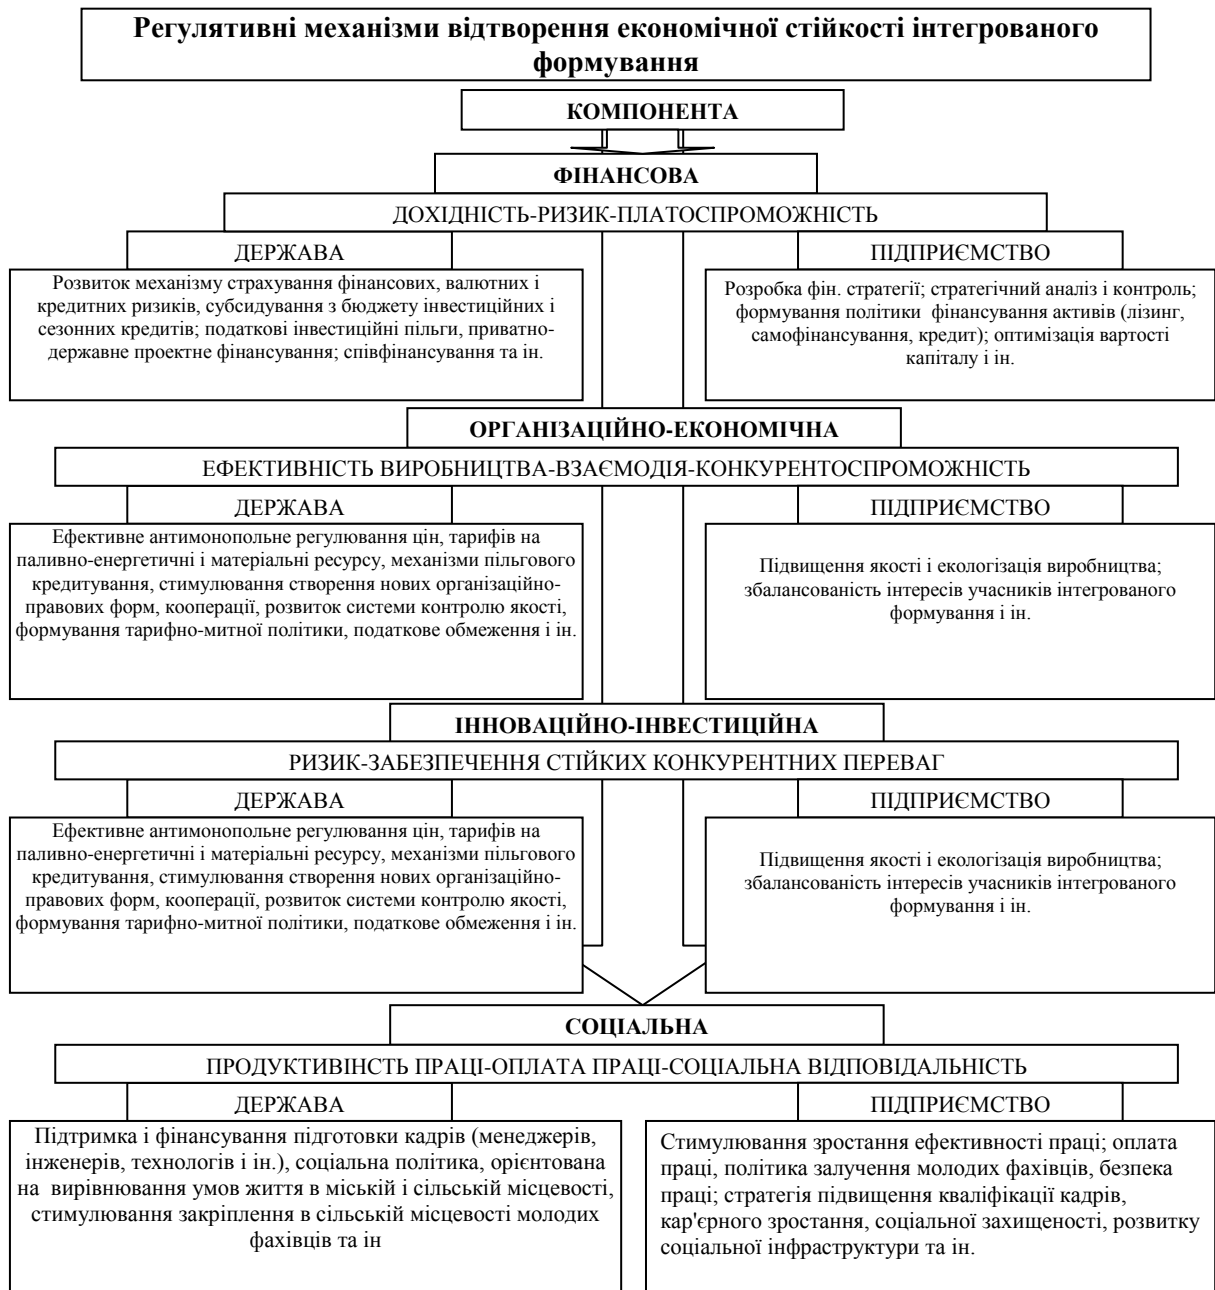 Регулятивні механізми відтворення економічної стійкості інтегрованого
формування
КОМПОНЕНТА
ФІНАНСОВА
ДОХІДНІСТЬ-РИЗИК-ПЛАТОСПРОМОЖНІСТЬ
ДЕРЖАВА
Розвиток механізму страхування фінансових, валютних і
кредитних ризиків, субсидування з бюджету інвестиційних і
сезонних кредитів; податкові інвестиційні пільги, приватно-
державне проектне фінансування; співфінансування та ін.
ПІДПРИЄМСТВО
Розробка фін. стратегії; стратегічний аналіз і контроль;
формування політики фінансування активів (лізинг,
самофінансування, кредит); оптимізація вартості
капіталу і ін.
ОРГАНІЗАЦІЙНО-ЕКОНОМІЧНА
ЕФЕКТИВНІСТЬ ВИРОБНИЦТВА-ВЗАЄМОДІЯ-КОНКУРЕНТОСПРОМОЖНІСТЬ
ДЕРЖАВА
Ефективне антимонопольне регулювання цін, тарифів на
паливно-енергетичні і матеріальні ресурсу, механізми пільгового
кредитування, стимулювання створення нових організаційно-
правових форм, кооперації, розвиток системи контролю якості,
формування тарифно-митної політики, податкове обмеження і ін.
ПІДПРИЄМСТВО
Підвищення якості і екологізація виробництва;
збалансованість інтересів учасників інтегрованого
формування і ін.
ІННОВАЦІЙНО-ІНВЕСТИЦІЙНА
РИЗИК-ЗАБЕЗПЕЧЕННЯ СТІЙКИХ КОНКУРЕНТНИХ ПЕРЕВАГ
ДЕРЖАВА
Ефективне антимонопольне регулювання цін, тарифів на
паливно-енергетичні і матеріальні ресурсу, механізми пільгового
кредитування, стимулювання створення нових організаційно-
правових форм, кооперації, розвиток системи контролю якості,
формування тарифно-митної політики, податкове обмеження і ін.
ПІДПРИЄМСТВО
Підвищення якості і екологізація виробництва;
збалансованість інтересів учасників інтегрованого
формування і ін.
СОЦІАЛЬНА
ПРОДУКТИВІНСТЬ ПРАЦІ-ОПЛАТА ПРАЦІ-СОЦІАЛЬНА ВІДПОВІДАЛЬНІСТЬ
ДЕРЖАВА
Підтримка і фінансування підготовки кадрів (менеджерів,
інженерів, технологів і ін.), соціальна політика, орієнтована
на вирівнювання умов життя в міській і сільській місцевості,
стимулювання закріплення в сільській місцевості молодих
фахівців та ін
ПІДПРИЄМСТВО
Стимулювання зростання ефективності праці; оплата
праці, політика залучення молодих фахівців, безпека
праці; стратегія підвищення кваліфікації кадрів,
кар'єрного зростання, соціальної захищеності, розвитку
соціальної інфраструктури та ін.